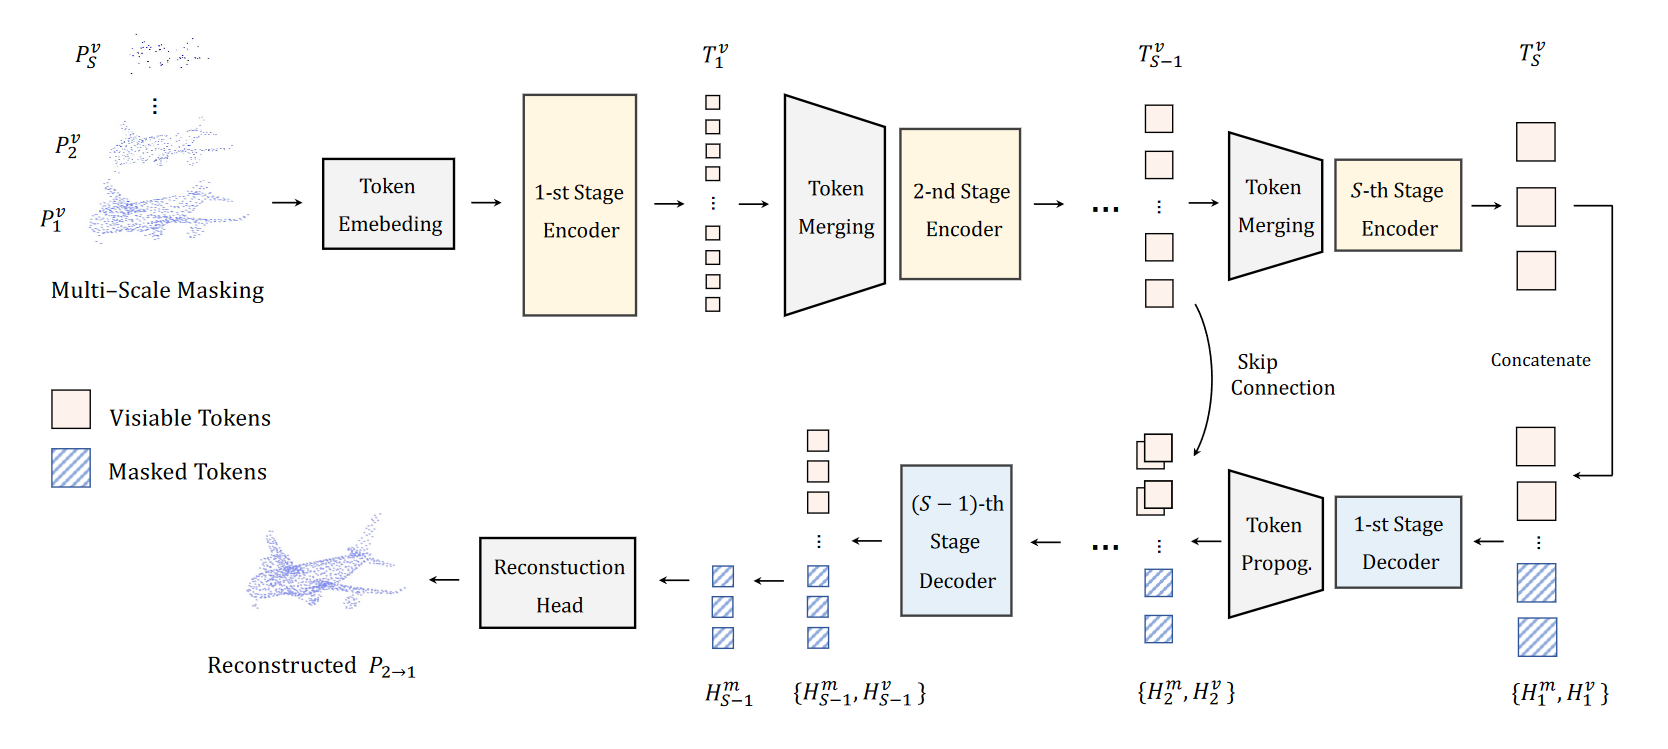 P_S^v
⋮
P_2^v
P_1^v
Multi–Scale Masking
Token
Emebeding
1-st Stage
Encoder
T_1^v
⋮
Token
Merging
2-nd Stage
Encoder
...
T_{S−1}^v
⋮
Token
Merging
S-th Stage
Encoder
T_S^v
Skip
Connection
Concatenate
Visiable Tokens
Masked Tokens
⋮
{H_1^m, H_1^v}
1-st Stage
Decoder
Token
Propog.
⋮
{H_2^m, H_2^v}
...
(S − 1)-th
Stage
Decoder
⋮
{H_{S−1}^m, H_{S−1}^v}
H_{S−1}^m
Reconstuction
Head
Reconstructed P_{2→1}